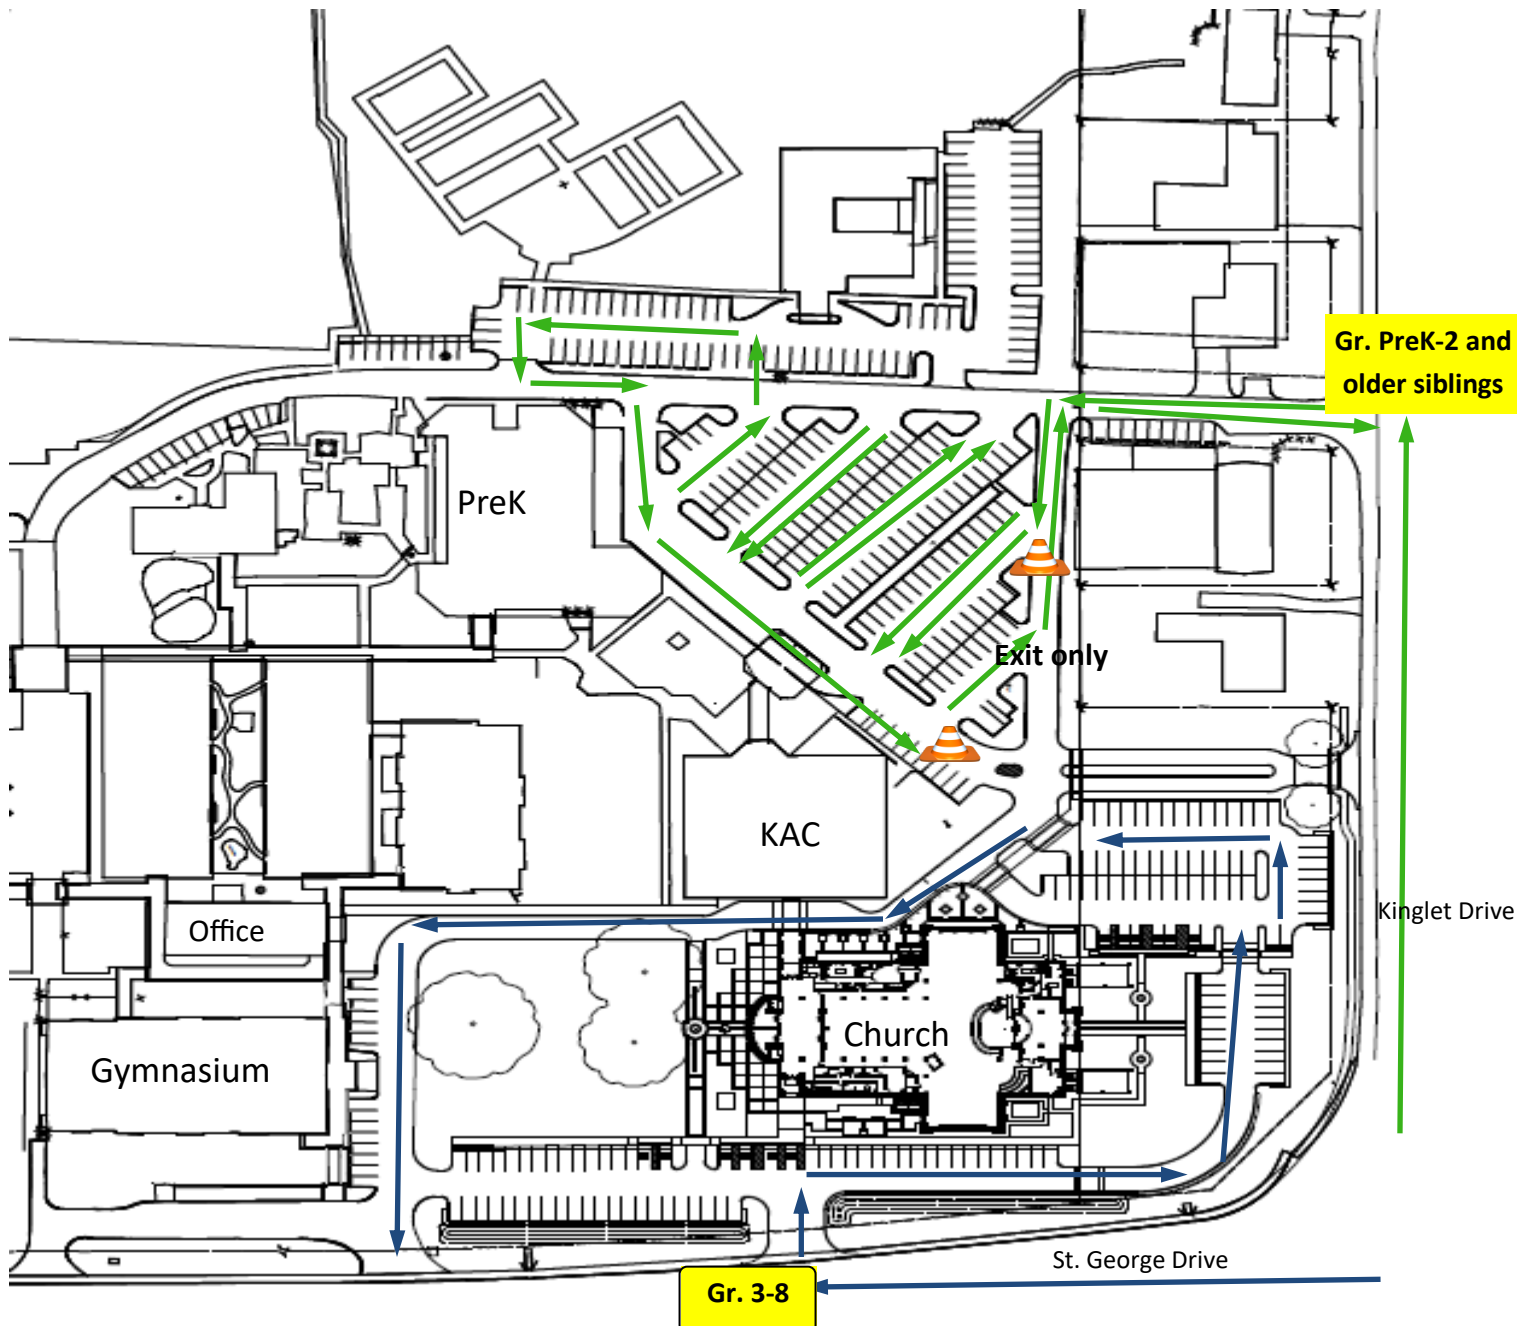 Gr. PreK-2 and
older siblings
PreK
Exit only
KAC
Kinglet Drive
Office
Church
Gymnasium
St. George Drive
Gr. 3-8